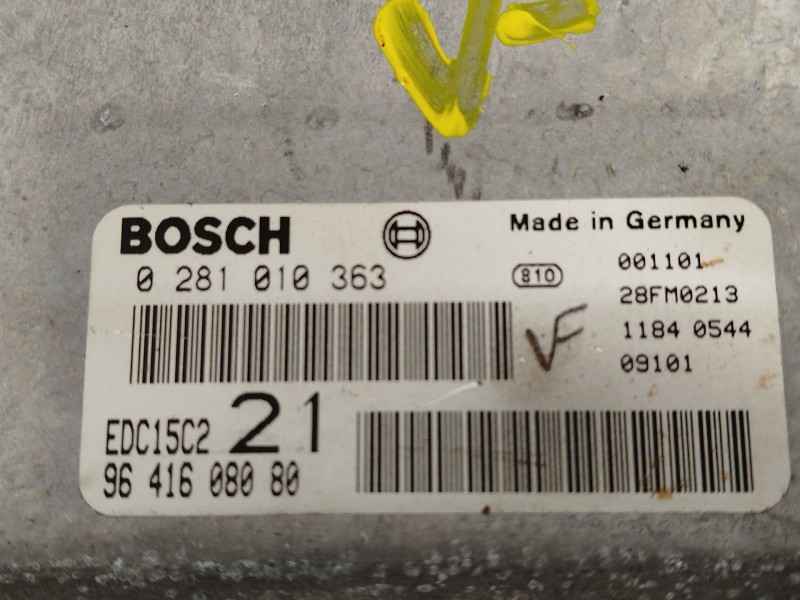 VF
BOSCH
Made in Germany
0 281 010 363
810
001101
28FM0213
1184 0544
09101
VF
EDC15C2 21
96 416 080 80